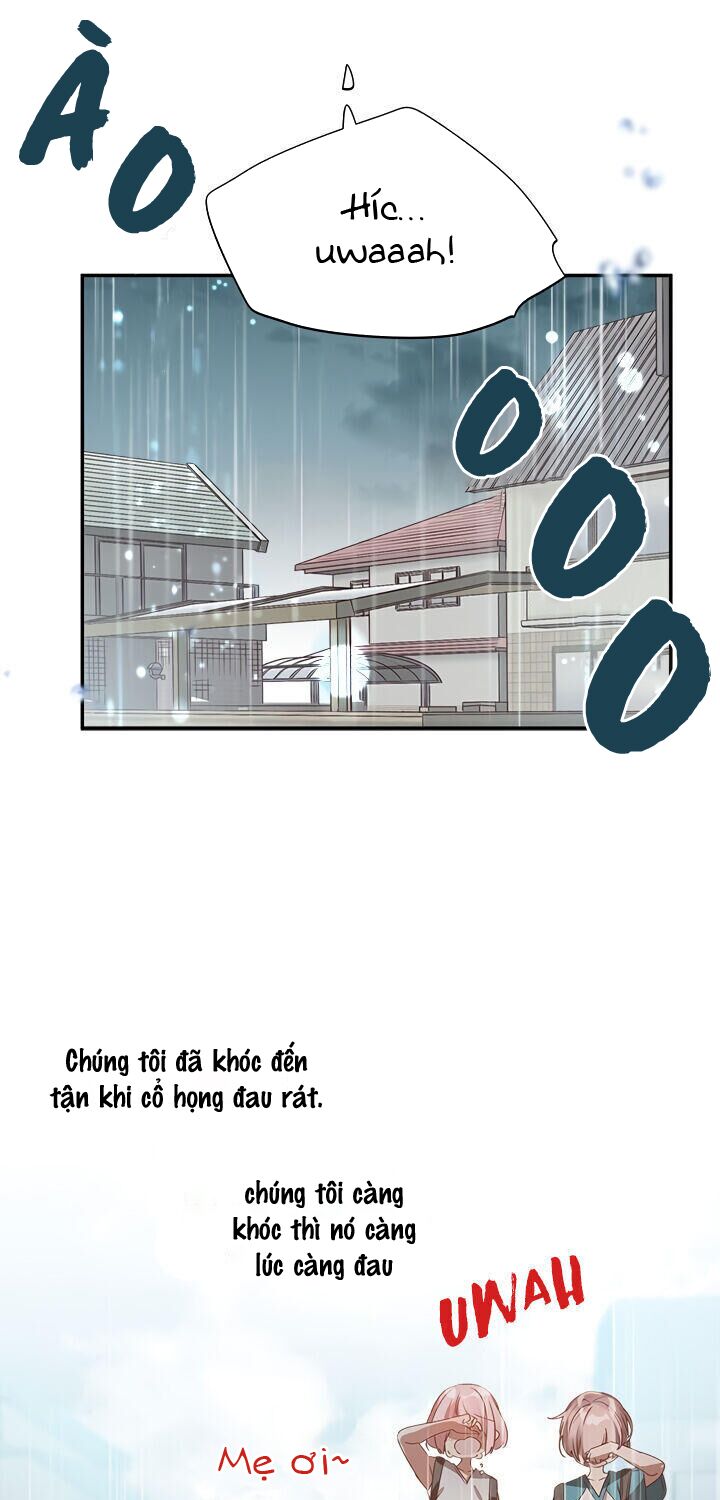 ÀO
Híc...
uwaaah!
OOO
Chúng tôi đã khóc đến
tận khi cổ họng đau rát.
chúng tôi càng
khóc thì nó càng
lúc càng đau
UWAH
Mẹ ơi~